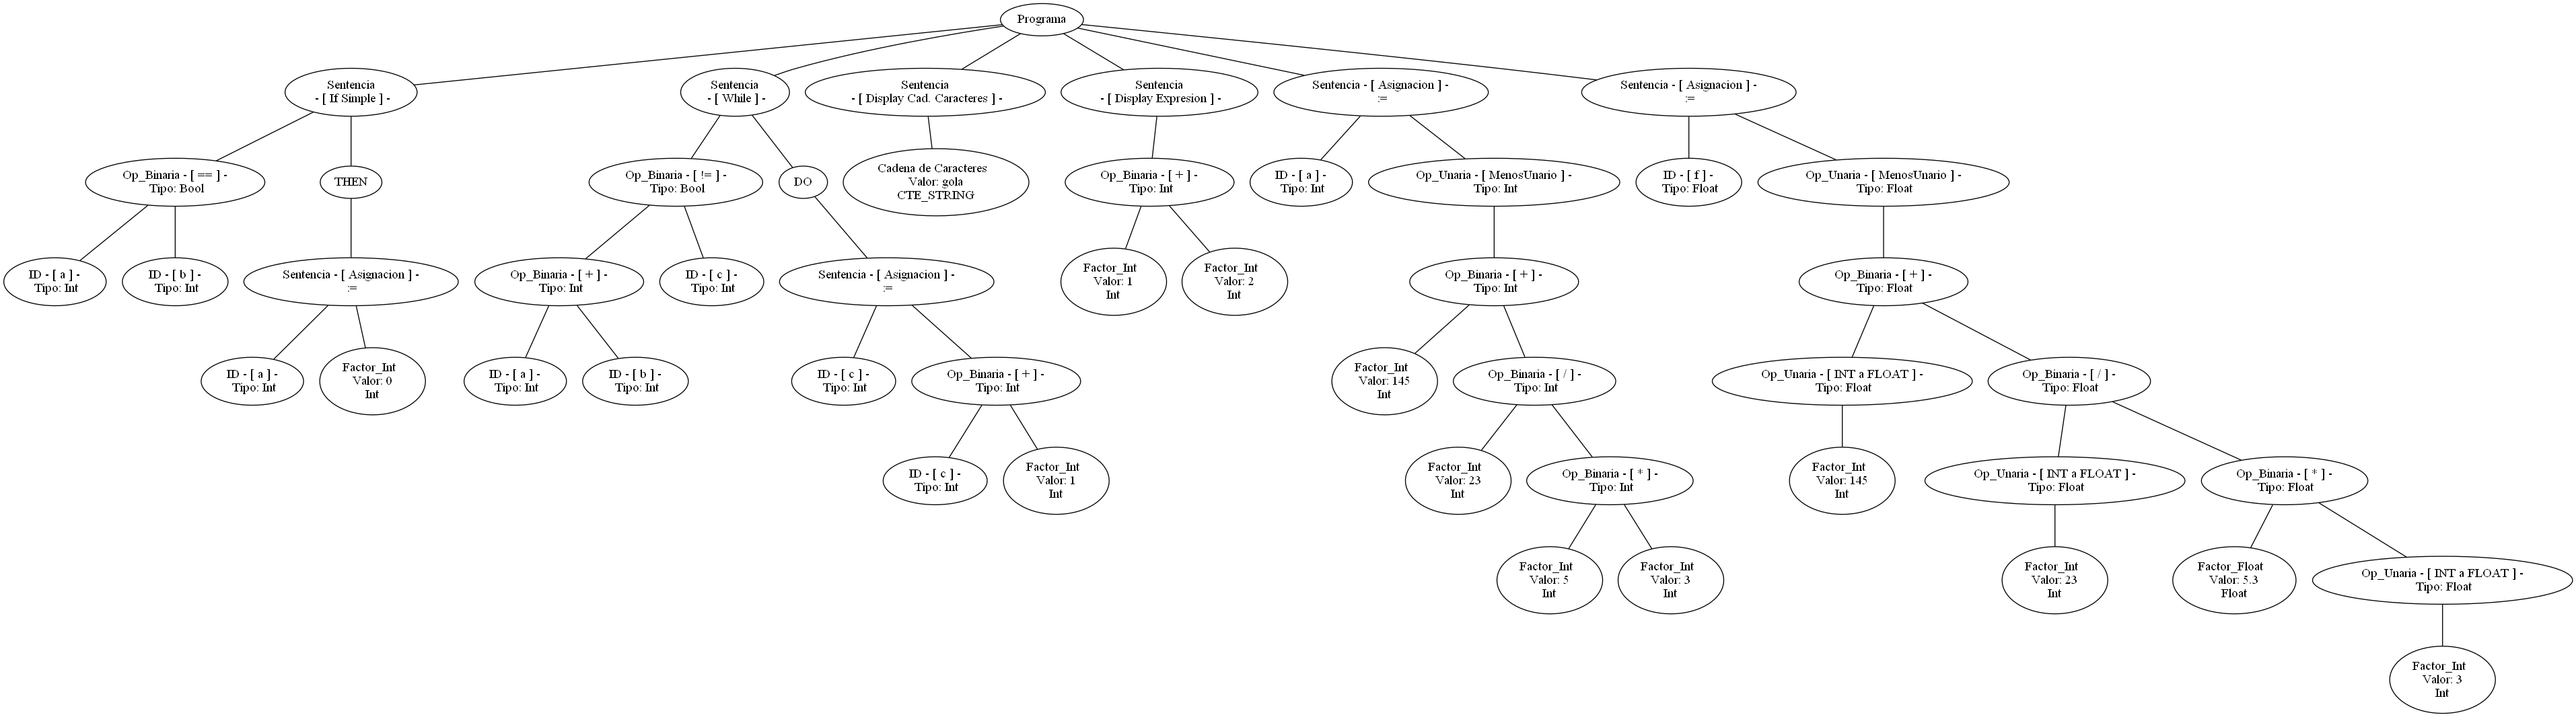 Programa
Sentencia
- [ If Simple ] -
Sentencia
- [ While ] -
Sentencia
- [ Display Cad. Caracteres ] -
Sentencia
- [ Display Expresion ] -
Sentencia - [ Asignacion ] -
:=
Sentencia - [ Asignacion ] -
:=
Op_Binaria - [ == ] -
Tipo: Bool
THEN
Op_Binaria - [ != ] -
Tipo: Bool
DO
Cadena de Caracteres
Valor: gola
CTE_STRING
Op_Binaria - [ + ] -
Tipo: Int
ID - [ a ] -
Tipo: Int
Op_Unaria - [ MenosUnario ] -
Tipo: Int
ID - [ f ] -
Tipo: Float
Op_Unaria - [ MenosUnario ] -
Tipo: Float
ID - [ a ] -
Tipo: Int
ID - [ b ] -
Tipo: Int
Sentencia - [ Asignacion ] -
:=
Op_Binaria - [ + ] -
Tipo: Int
ID - [ c ] -
Tipo: Int
Sentencia - [ Asignacion ] -
:=
Factor_Int
Valor: 1
Int
Factor_Int
Valor: 2
Int
Op_Binaria - [ + ] -
Tipo: Int
Op_Binaria - [ + ] -
Tipo: Float
ID - [ a ] -
Tipo: Int
Factor_Int
Valor: 0
Int
ID - [ a ] -
Tipo: Int
ID - [ b ] -
Tipo: Int
ID - [ c ] -
Tipo: Int
Op_Binaria - [ + ] -
Tipo: Int
Factor_Int
Valor: 145
Int
Op_Binaria - [ / ] -
Tipo: Int
Op_Unaria - [ INT a FLOAT ] -
Tipo: Float
Op_Binaria - [ / ] -
Tipo: Float
ID - [ c ] -
Tipo: Int
Factor_Int
Valor: 1
Int
Factor_Int
Valor: 23
Int
Op_Binaria - [ * ] -
Tipo: Int
Factor_Int
Valor: 145
Int
Op_Unaria - [ INT a FLOAT ] -
Tipo: Float
Op_Binaria - [ * ] -
Tipo: Float
Factor_Int
Valor: 5
Int
Factor_Int
Valor: 3
Int
Factor_Int
Valor: 23
Int
Factor_Float
Valor: 5.3
Float
Op_Unaria - [ INT a FLOAT ] -
Tipo: Float
Factor_Int
Valor: 3
Int